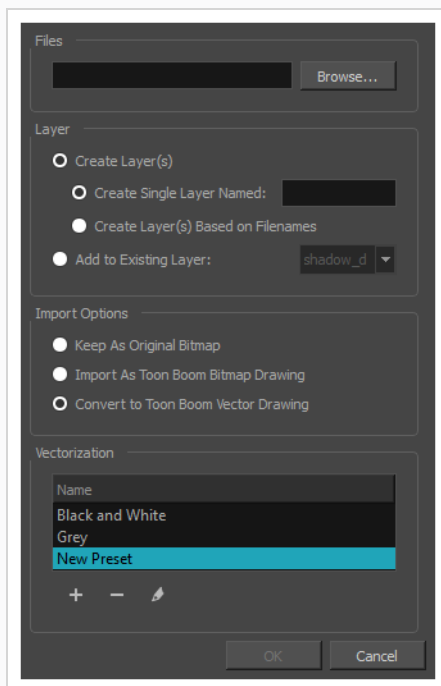 Files
Browse...
Layer
Create Layer(s)
Create Single Layer Named:
Create Layer(s) Based on Filenames
Add to Existing Layer: shadow_d
Import Options
Keep As Original Bitmap
Import As Toon Boom Bitmap Drawing
Convert to Toon Boom Vector Drawing
Vectorization
Name
Black and White
Grey
New Preset
OK Cancel